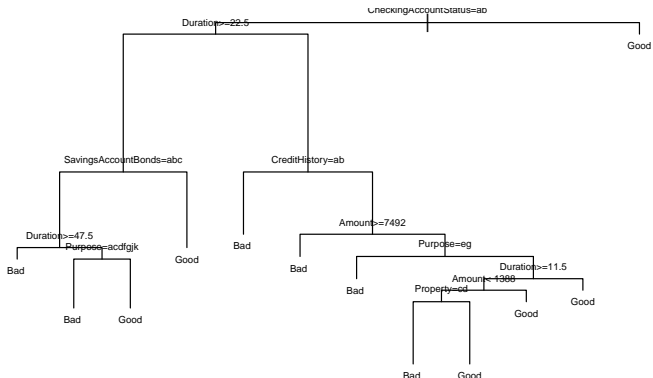 CheckingAccountStatus=ab
Duration>=22.5
Good
SavingsAccountBonds=abc
CreditHistory=ab
Amount>=7492
Duration>=47.5
Bad
Purpose=eg
Purpose=acdfgjk
Good
Bad
Bad
Duration>=11.5
Amount< 1388
Bad
Property=cd
Good
Good
Bad
Good
Bad
Good